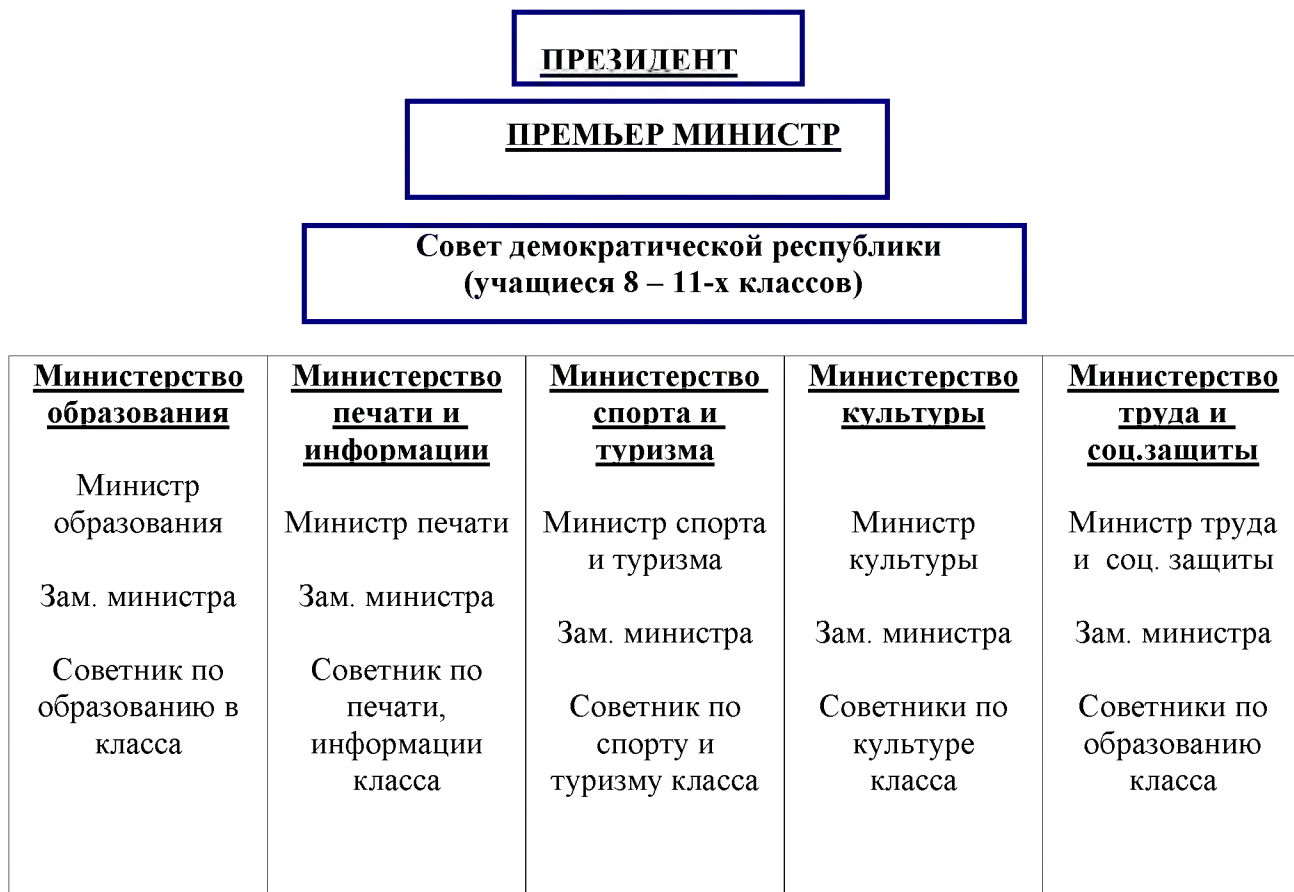 ПРЕЗИДЕНТ
ПРЕМЬЕР МИНИСТР
Совет демократической республики
(учащиеся 8 – 11-х классов)
Министерство
образования
Министр
образования
Зам. министра
Советник по
образованию в
класса
Министерство
печати и
информации
Министр печати
Зам. министра
Советник по
печати,
информации
класса
Министерство
спорта и
туризма
Министр спорта
и туризма
Зам. министра
Советник по
спорту и
туризму класса
Министерство
культуры
Министр
культуры
Зам. министра
Советники по
культуре
класса
Министерство
труда и
соц.защиты
Министр труда
и соц. защиты
Зам. министра
Советники по
образованию
класса